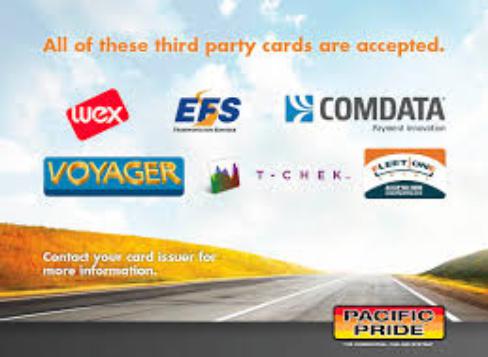 All of these third party cards are accepted.
wex
EFS
COMDATA
Payment Innovation
VOYAGER
T-CHEK
FLEET ONE
Contact your card issuer for
more information.
PACIFIC
PRIDE